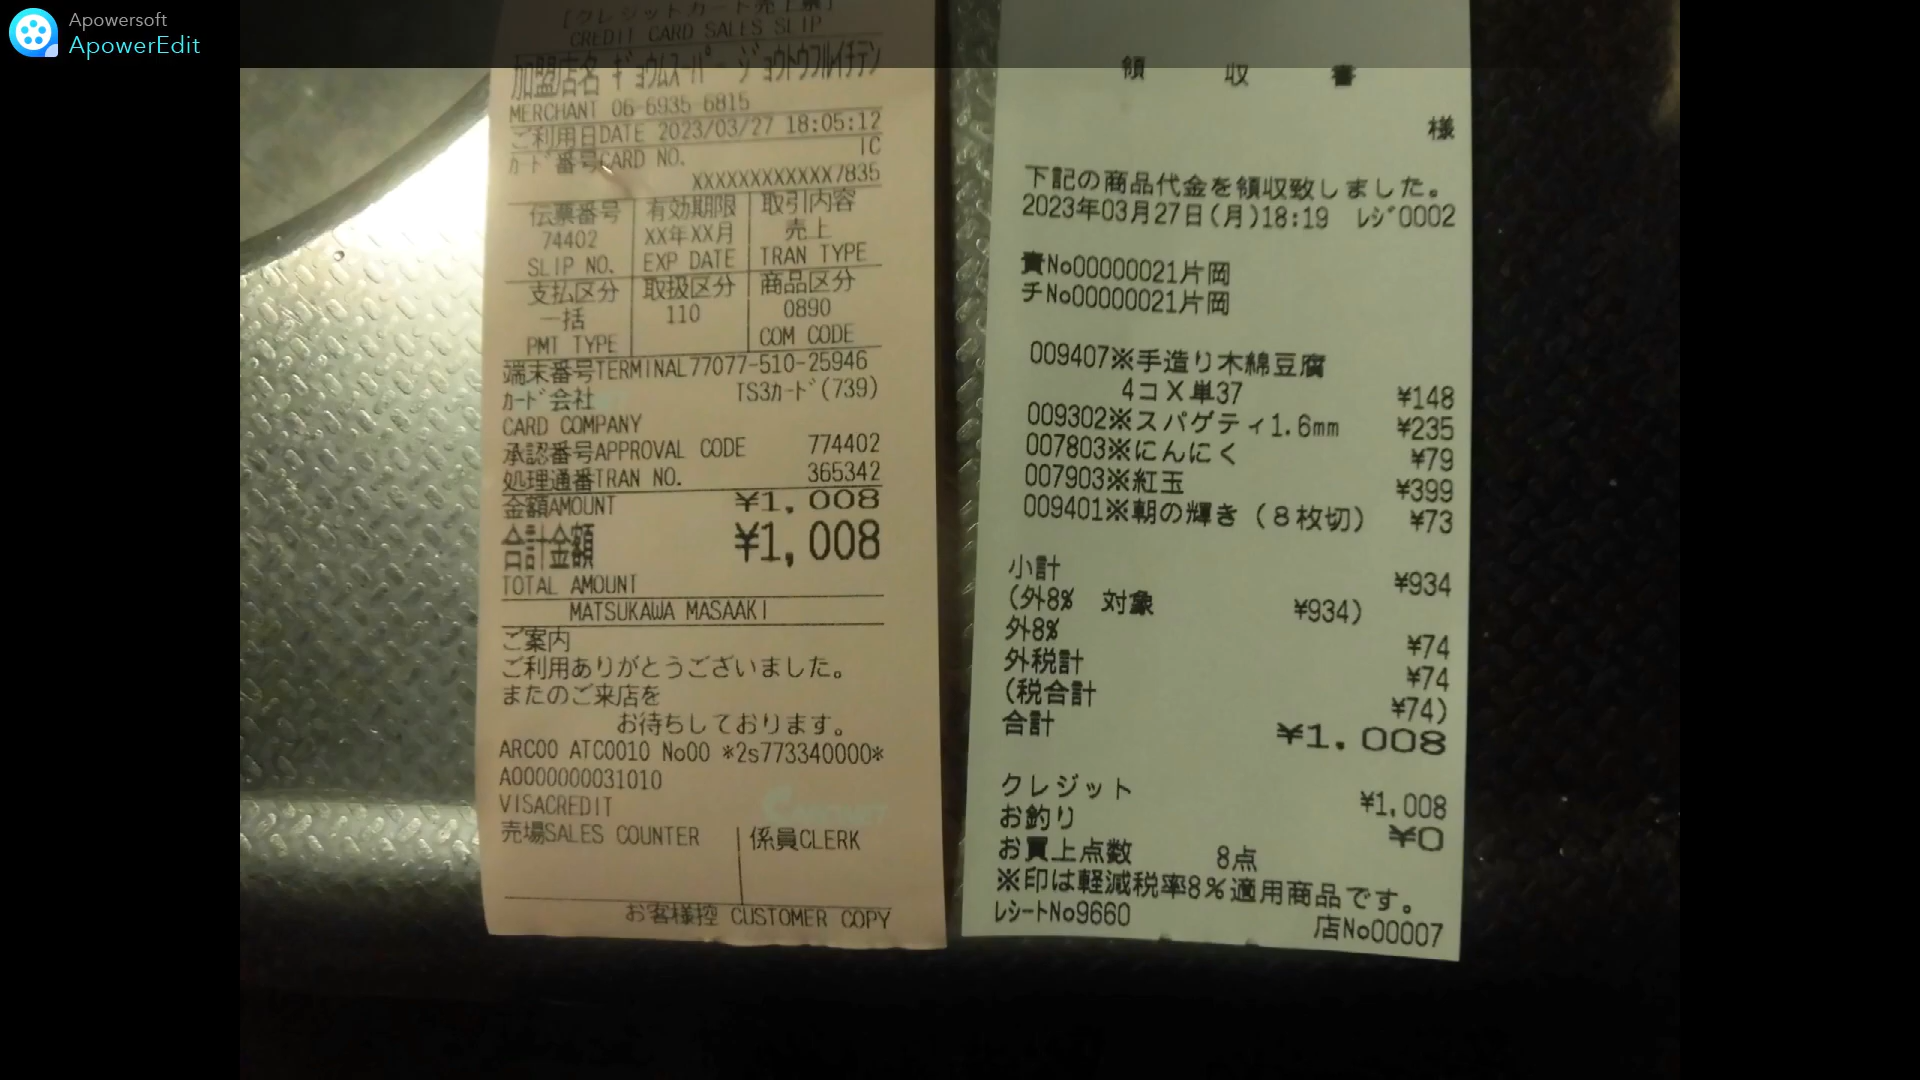 Apowersoft
ApowerEdit
[クレジットカード売上票]
CREDIT CARD SALES SLIP
加盟店名 ギョウムスーパー ジョウトウフルイチテン
MERCHANT 06-6935-6815
ご利用日DATE 2023/03/27 18:05:12
カード番号CARD NO. IC
XXXXXXXXXXXX7835
伝票番号 有効期限 取引内容
74402 XX年XX月 売上
SLIP NO. EXP DATE TRAN TYPE
支払区分 取扱区分 商品区分
一括 110 0890
PMT TYPE COM CODE
端末番号TERMINAL77077-510-25946
カード会社 TS3カード(739)
CARD COMPANY
承認番号APPROVAL CODE 774402
処理通番TRAN NO. 365342
金額AMOUNT ¥1,008
合計金額 ¥1,008
TOTAL AMOUNT
MATSUKAWA MASAAKI
ご案内
ご利用ありがとうございました。
またのご来店を
お待ちしております。
ARC00 ATC0010 No00 *2s773340000*
A0000000031010
VISACREDIT
売場SALES COUNTER 係員CLERK
お客様控 CUSTOMER COPY
領 収 書
様
下記の商品代金を領収致しました。
2023年03月27日(月)18:19 レジ0002
責No00000021片岡
チNo00000021片岡
009407※手造り木綿豆腐
4コX単37 ¥148
009302※スパゲティ1.6mm ¥235
007803※にんにく ¥79
007903※紅玉 ¥399
009401※朝の輝き(8枚切) ¥73
小計 ¥934
(外8% 対象 ¥934)
外8% ¥74
外税計 ¥74
(税合計 ¥74)
合計 ¥1,008
クレジット ¥1,008
お釣り ¥0
お買上点数 8点
※印は軽減税率8%適用商品です。
レシートNo9660 店No00007